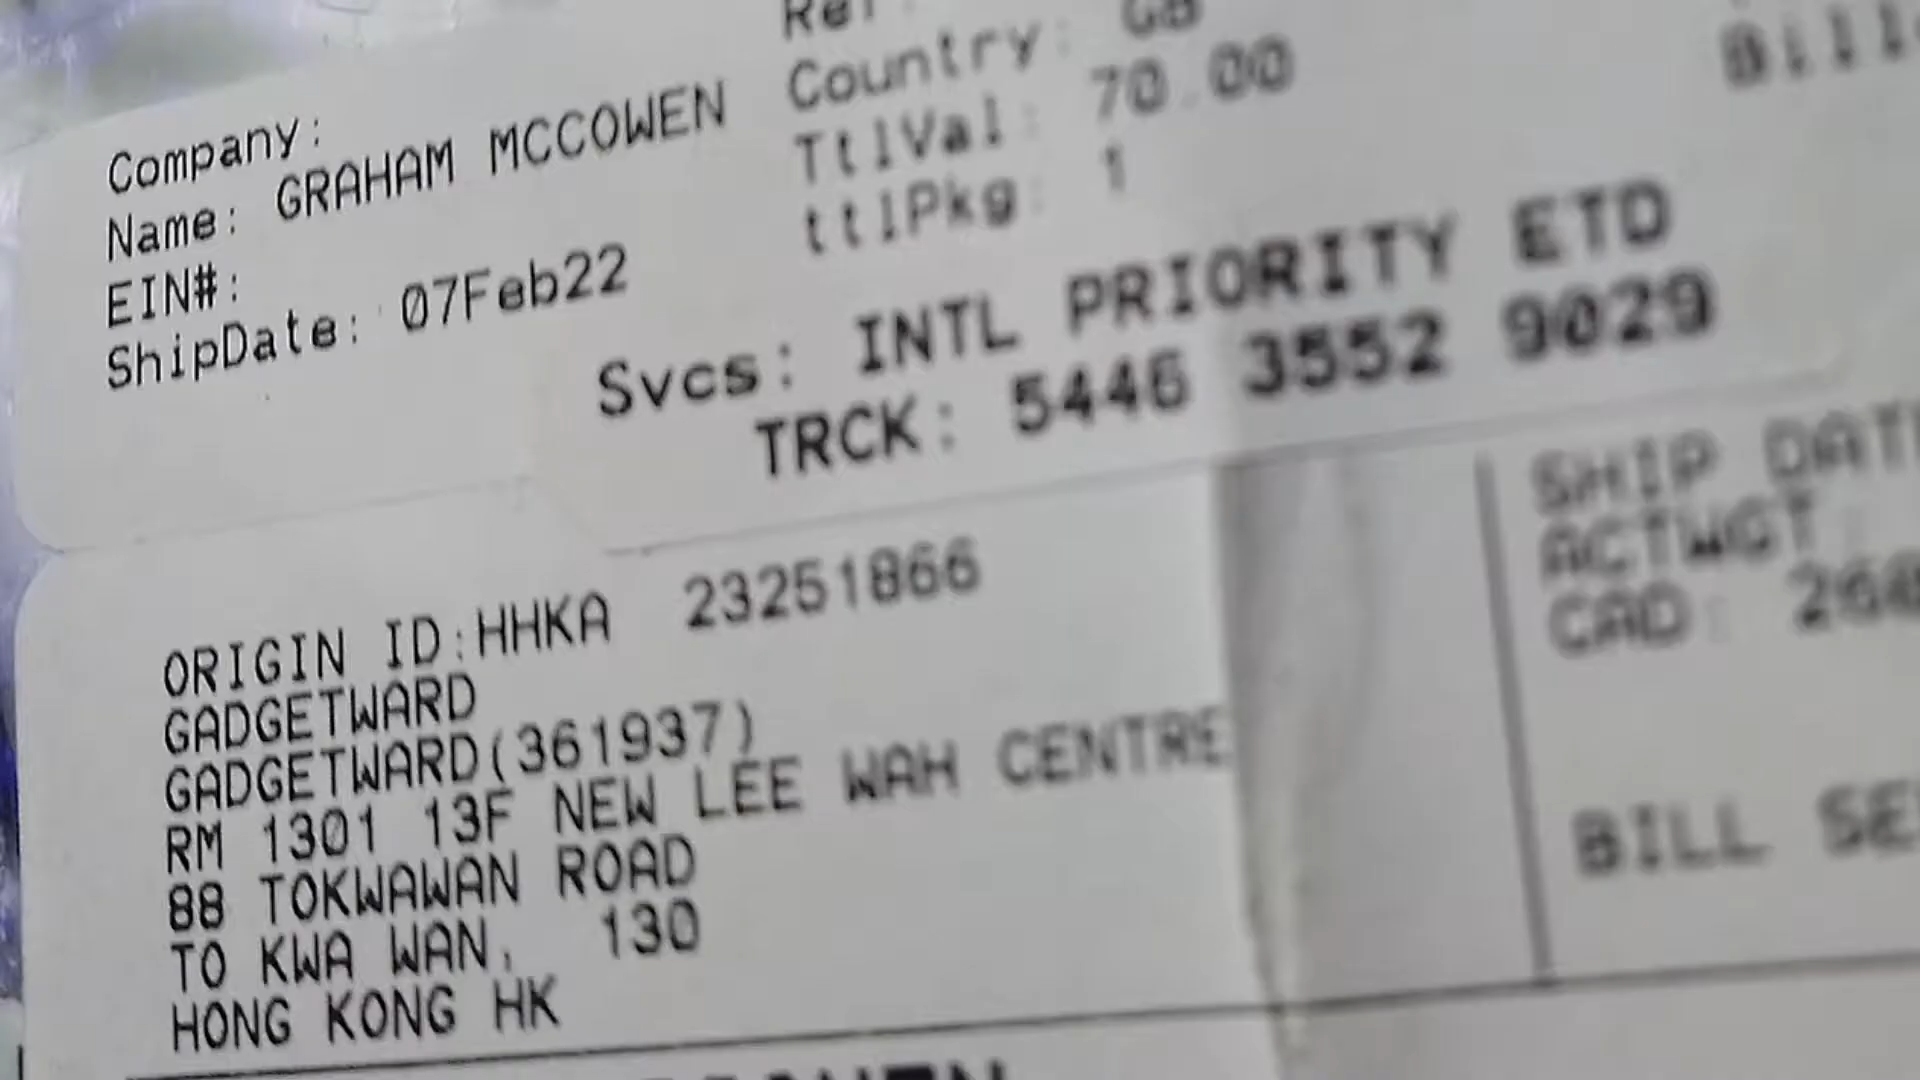 Company:
Name: GRAHAM MCCOWEN
EIN#:
ShipDate: 07Feb22
Ref
Country: GB
TtlVal: 70.00
ttlPkg: 1
Svcs: INTL PRIORITY ETD
TRCK: 5446 3552 9029
ORIGIN ID:HHKA 23251866
GADGETWARD
GADGETWARD(361937)
RM 1301 13F NEW LEE WAH CENTRE
88 TOKWAWAN ROAD
TO KWA WAN, 130
HONG KONG HK
SHIP DAT
ACTWGT
CAD: 268
BILL SE